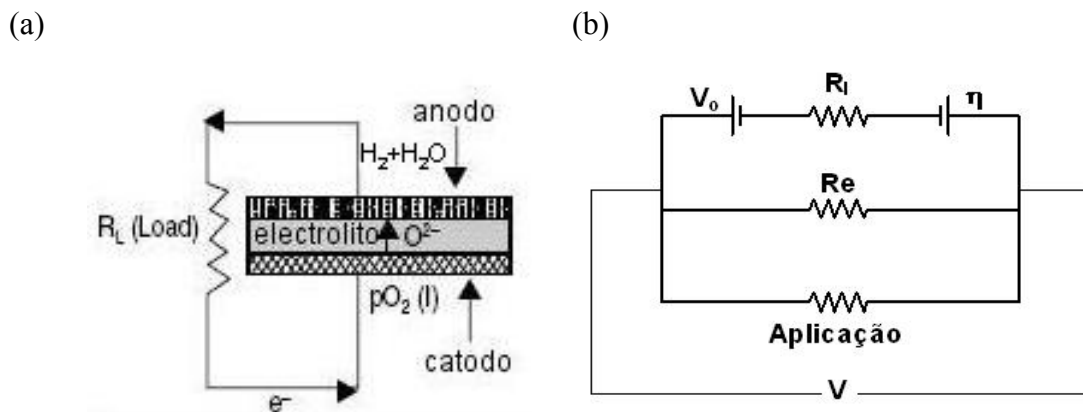 (a)
(b)
anodo
H₂+H₂O
R_L (Load)
electrolito O²⁻
pO₂ (I)
catodo
e⁻
V₀
R_I
η
Re
Aplicação
V